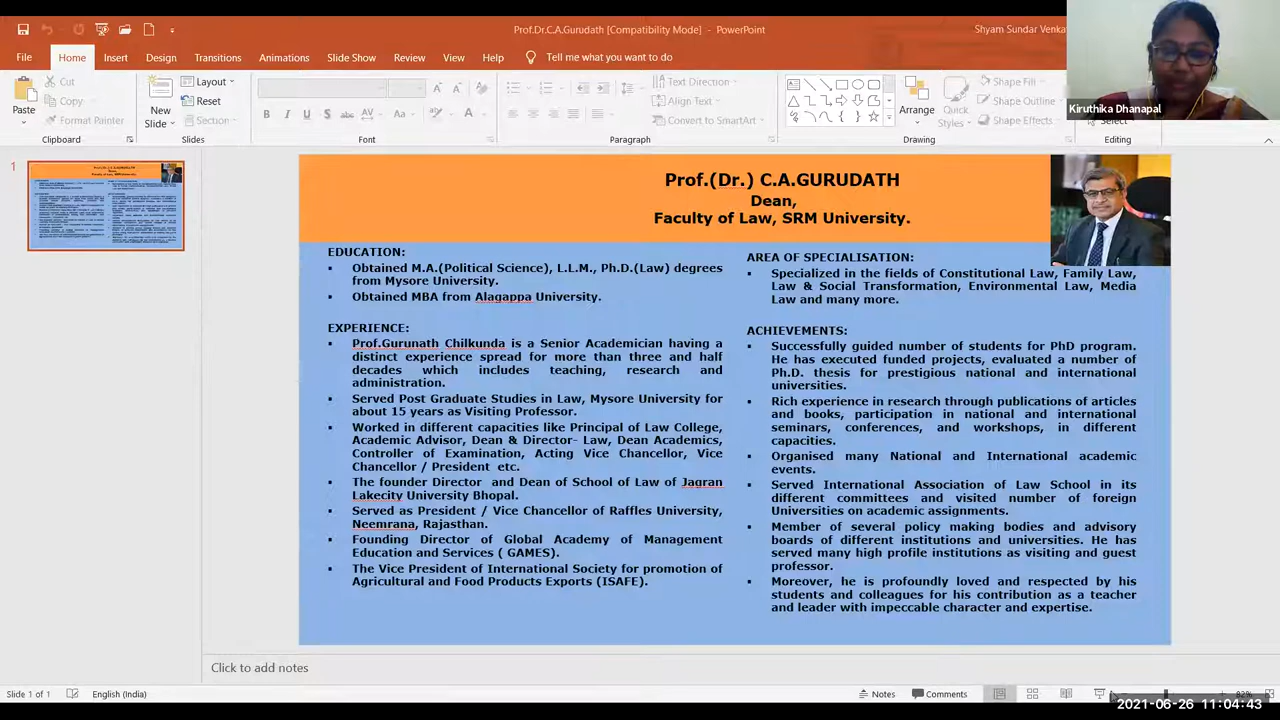 Prof.Dr.C.A.Gurudath [Compatibility Mode] - PowerPoint
Shyam Sundar
Kiruthika Dhanapal
File Home Insert Design Transitions Animations Slide Show Review View Help Tell me what you want to do
Paste
Cut
Copy
Format Painter
Clipboard
New
Slide
Layout
Reset
Section
Slides
Font
Text Direction
Align Text
Convert to SmartArt
Paragraph
Arrange
Quick
Styles
Shape Fill
Shape Outline
Shape Effects
Drawing
Select
Editing
1
Prof.(Dr.) C.A.GURUDATH
Dean,
Faculty of Law, SRM University.
EDUCATION:
▪ Obtained M.A.(Political Science), L.L.M., Ph.D.(Law) degrees
from Mysore University.
▪ Obtained MBA from Alagappa University.
EXPERIENCE:
▪ Prof.Gurunath Chilkunda is a Senior Academician having a
distinct experience spread for more than three and half
decades which includes teaching, research and
administration.
▪ Served Post Graduate Studies in Law, Mysore University for
about 15 years as Visiting Professor.
▪ Worked in different capacities like Principal of Law College,
Academic Advisor, Dean & Director- Law, Dean Academics,
Controller of Examination, Acting Vice Chancellor, Vice
Chancellor / President etc.
▪ The founder Director and Dean of School of Law of Jagran
Lakecity University Bhopal.
▪ Served as President / Vice Chancellor of Raffles University,
Neemrana, Rajasthan.
▪ Founding Director of Global Academy of Management
Education and Services ( GAMES).
▪ The Vice President of International Society for promotion of
Agricultural and Food Products Exports (ISAFE).
AREA OF SPECIALISATION:
▪ Specialized in the fields of Constitutional Law, Family Law,
Law & Social Transformation, Environmental Law, Media
Law and many more.
ACHIEVEMENTS:
▪ Successfully guided number of students for PhD program.
He has executed funded projects, evaluated a number of
Ph.D. thesis for prestigious national and international
universities.
▪ Rich experience in research through publications of articles
and books, participation in national and international
seminars, conferences, and workshops, in different
capacities.
▪ Organised many National and International academic
events.
▪ Served International Association of Law School in its
different committees and visited number of foreign
Universities on academic assignments.
▪ Member of several policy making bodies and advisory
boards of different institutions and universities. He has
served many high profile institutions as visiting and guest
professor.
▪ Moreover, he is profoundly loved and respected by his
students and colleagues for his contribution as a teacher
and leader with impeccable character and expertise.
Click to add notes
Slide 1 of 1 English (India) Notes Comments 82%
2021-06-26 11:04:43